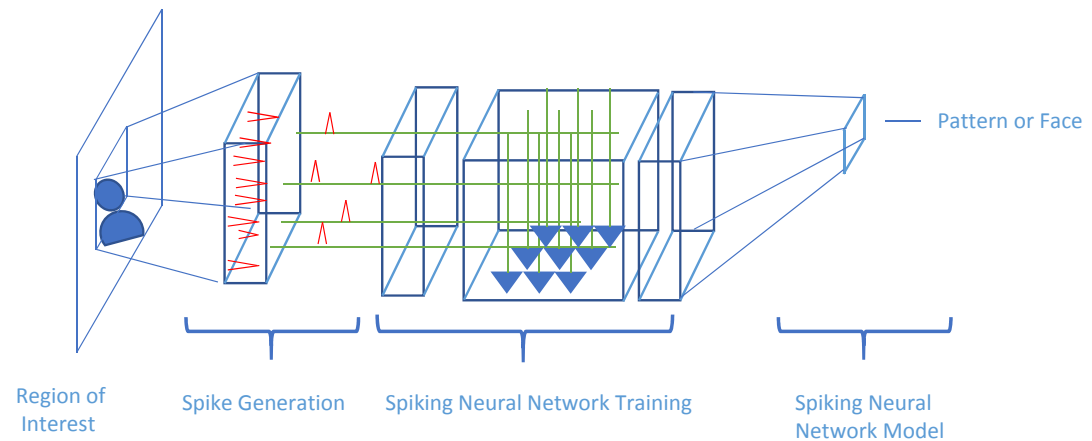 Pattern or Face
Region of
Interest
Spike Generation
Spiking Neural Network Training
Spiking Neural
Network Model